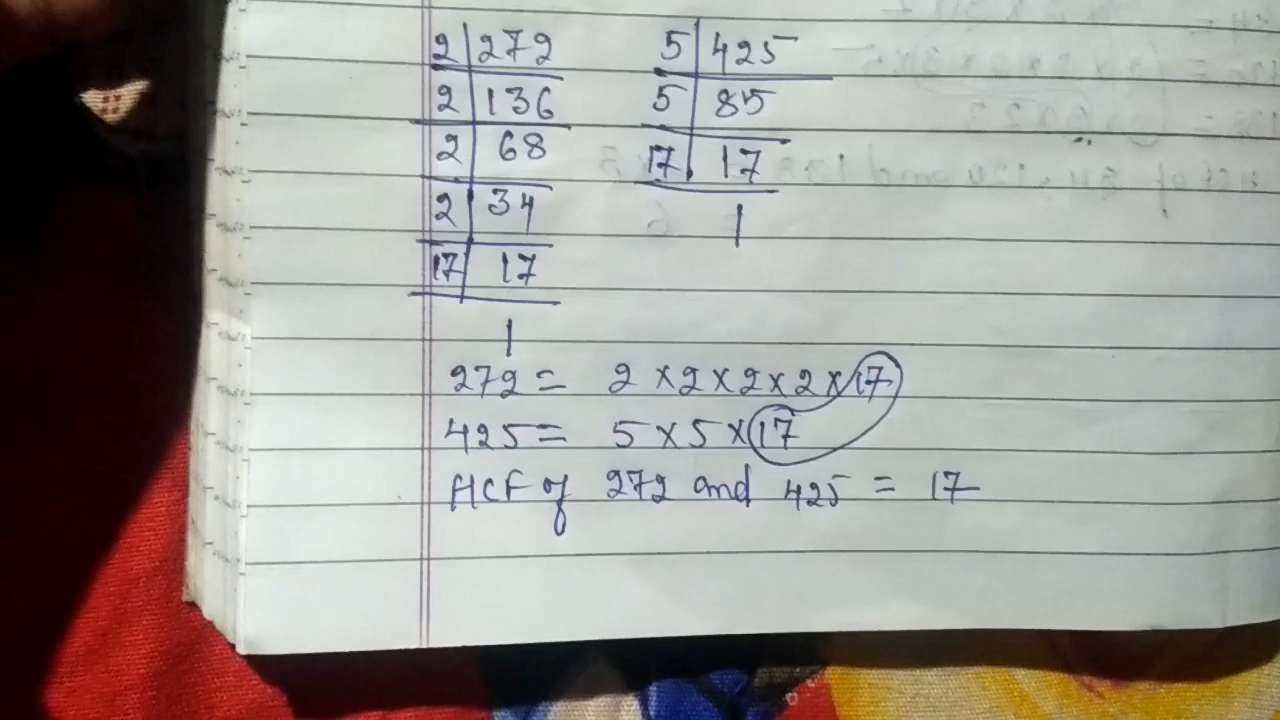 2 | 272
2 | 136
2 | 68
2 | 34
17 | 17
1
5 | 425
5 | 85
17 | 17
1
272 = 2 × 2 × 2 × 2 × 17
425 = 5 × 5 × 17
HCF of 272 and 425 = 17